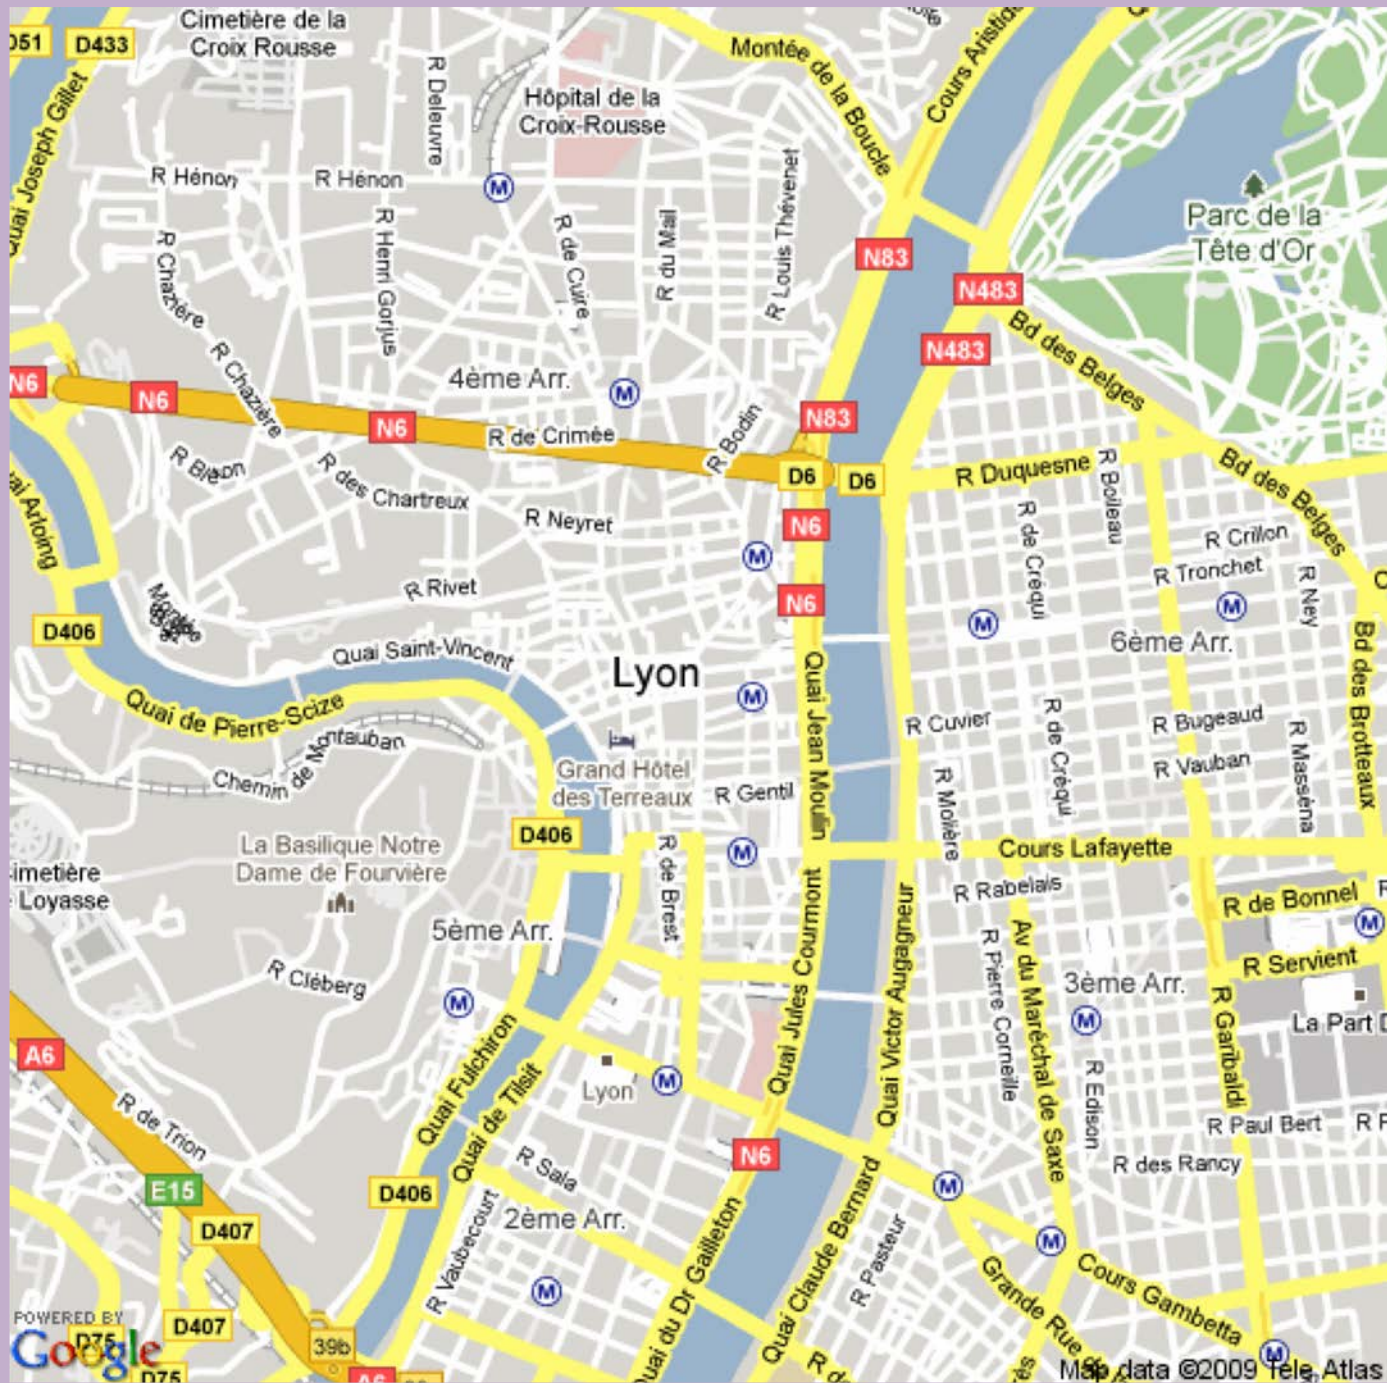 Cimetière de la
Croix Rousse
D433
Quai Joseph Gillet
R Deleuvre
Hôpital de la
Croix-Rousse
Montée de la Boucle
Cours Aristide
R Hénon
R Hénon
M
Parc de la
Tête d'Or
R Chazière
R Henri Gorjus
R de Cuire
R du Mail
R Louis Thévenet
N83
N483
N483
Bd des Belges
R Chazière
4ème Arr.
M
N6
N6
N6
R de Crimée
R Bodin
N83
D6
D6
R Duquesne
R Boileau
Bd des Belges
R des Chartreux
R Neyret
N6
M
R de Créqui
R Crillon
R Tronchet
R Ney
M
M
R Rivet
N6
D406
6ème Arr.
Quai Saint-Vincent
Lyon
M
Quai Jean Moulin
Bd des Brotteaux
Quai de Pierre-Scize
R Cuvier
R de Créqui
R Bugeaud
R Masséna
R Vauban
Chemin de Montauban
Grand Hôtel
des Terreaux
R Gentil
R Molière
D406
M
Cours Lafayette
La Basilique Notre
Dame de Fourvière
R de Brest
R Rabelais
R de Bonnel
M
Loyasse
5ème Arr.
R Cléberg
M
Quai Jules Courmont
Quai Victor Augagneur
R Pierre Corneille
Av du Maréchal de Saxe
3ème Arr.
M
R Servient
La Part D
R Garibaldi
A6
Quai Fulchiron
Quai de Tilsit
Lyon
M
R Edison
R de Trion
R Paul Bert
N6
R des Rancy
E15
D406
R Sala
M
D407
R Vaubecourt
2ème Arr.
Quai du Dr Gailleton
Quai Claude Bernard
R Pasteur
M
M
Cours Gambetta
Grande Rue
M
POWERED BY
Google
D75
D407
39b
D75
A6
Map data ©2009 Tele Atlas